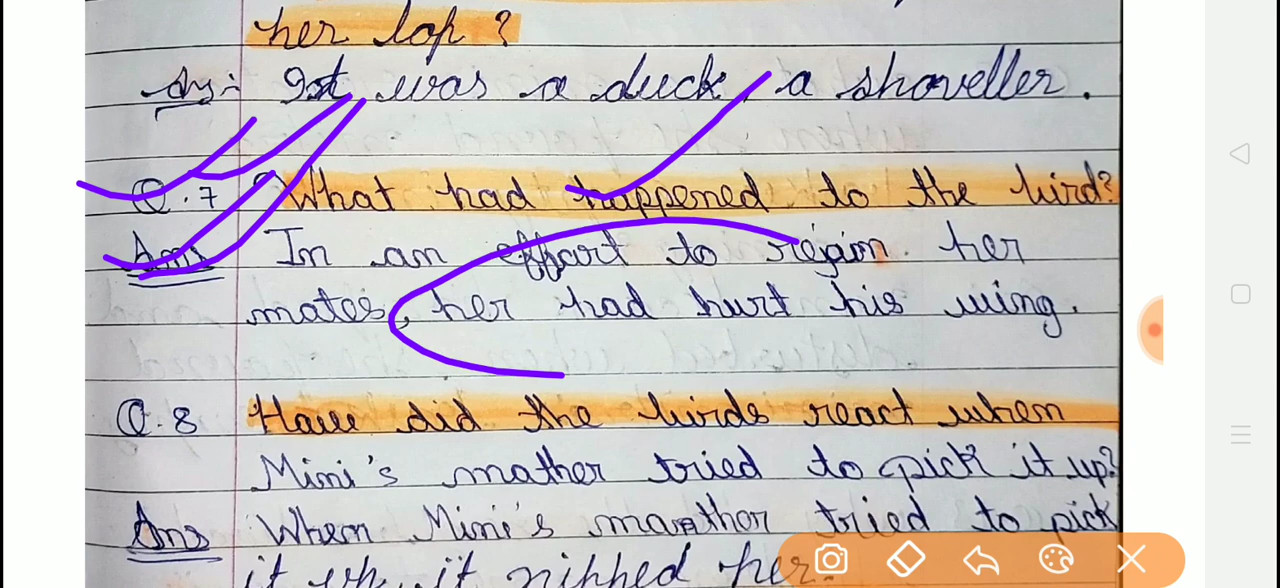 her lap?
Ans:- It was a duck, a shoveller.
Q.7 What had happened to the bird?
Ans In an effort to rejoin her
mates, her had hurt his wing.
Q.8 How did the birds react when
Mini's mother tried to pick it up?
Ans When Mini's mother tried to pick
it up, it nipped her.